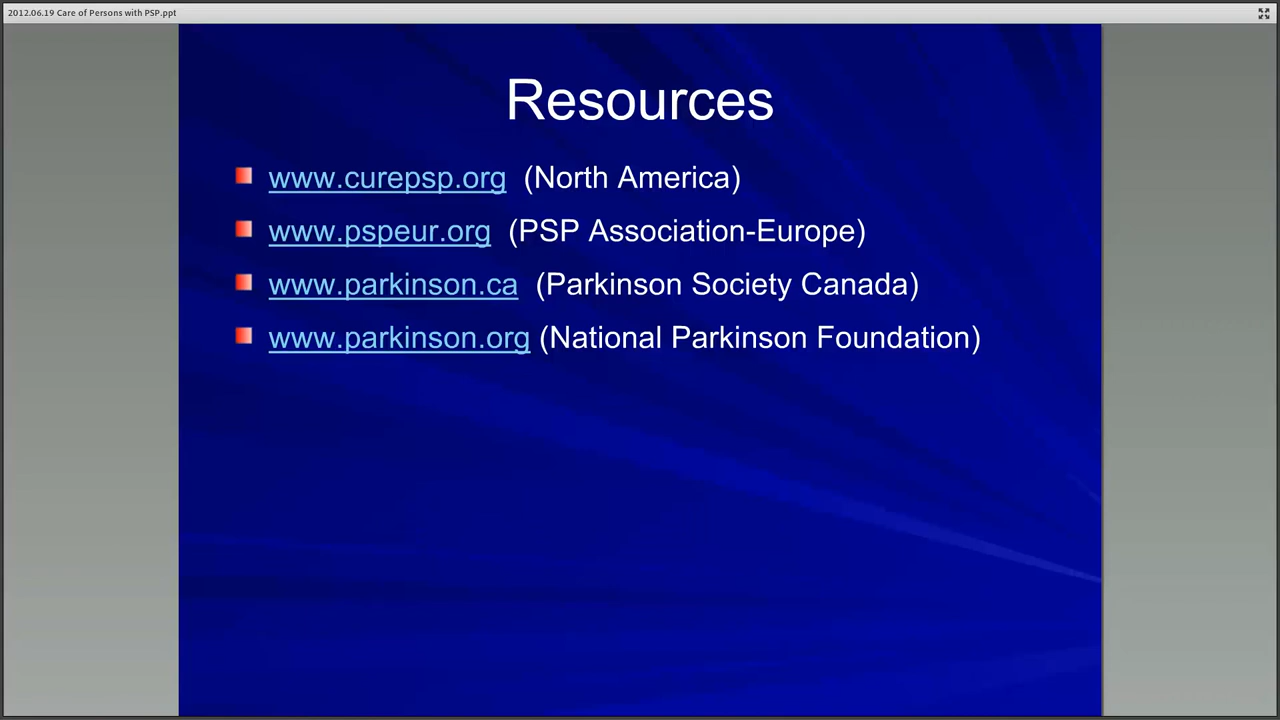 2012.06.19 Care of Persons with PSP.ppt
Resources
www.curepsp.org (North America)
www.pspeur.org (PSP Association-Europe)
www.parkinson.ca (Parkinson Society Canada)
www.parkinson.org (National Parkinson Foundation)